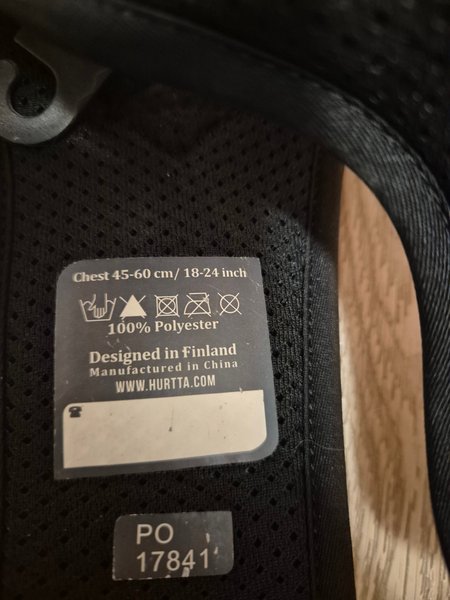 Chest 45-60 cm/ 18-24 inch
100% Polyester
Designed in Finland
Manufactured in China
WWW.HURTTA.COM
PO
17841